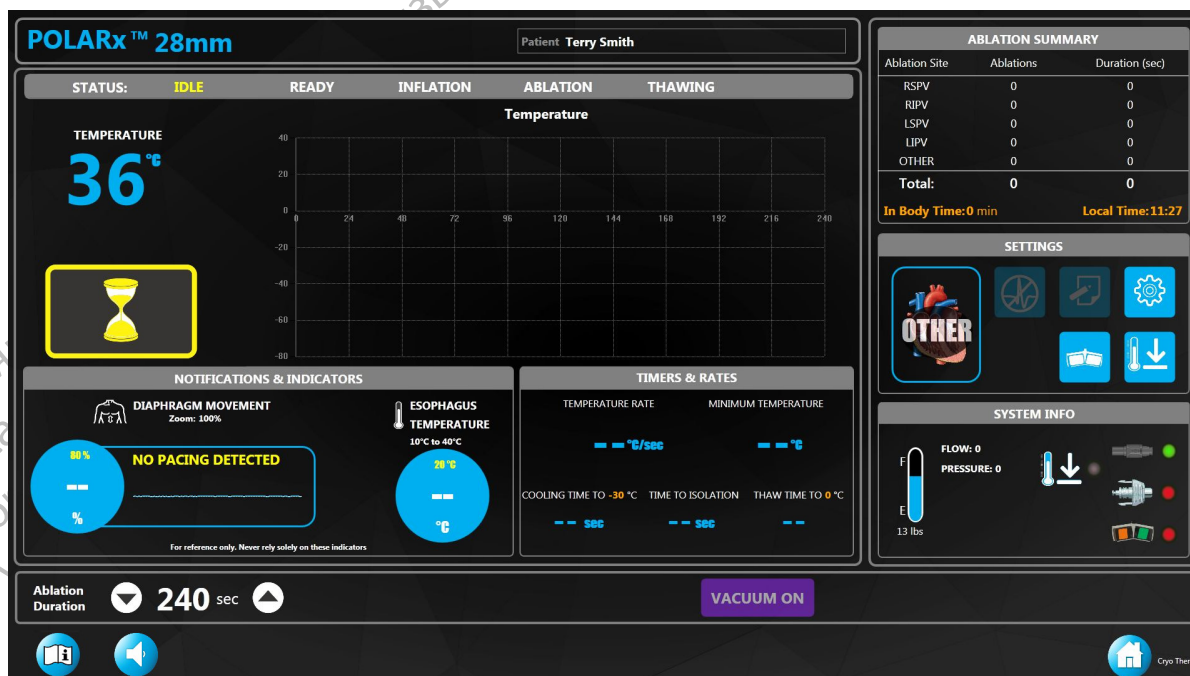 POLARx™ 28mm
Patient Terry Smith
STATUS: IDLE READY INFLATION ABLATION THAWING
TEMPERATURE
36°C
Temperature
40
20
0
-20
-40
-60
-80
0 24 48 72 96 120 144 168 192 216 240
NOTIFICATIONS & INDICATORS
DIAPHRAGM MOVEMENT
Zoom: 100%
80 %
--
%
NO PACING DETECTED
ESOPHAGUS
TEMPERATURE
10°C to 40°C
20 °C
--
°C
For reference only. Never rely solely on these indicators
TIMERS & RATES
TEMPERATURE RATE MINIMUM TEMPERATURE
-- °C/sec -- °C
COOLING TIME TO -30 °C TIME TO ISOLATION THAW TIME TO 0 °C
-- sec -- sec --
ABLATION SUMMARY
Ablation Site Ablations Duration (sec)
RSPV 0 0
RIPV 0 0
LSPV 0 0
LIPV 0 0
OTHER 0 0
Total: 0 0
In Body Time: 0 min Local Time: 11:27
SETTINGS
OTHER
SYSTEM INFO
F
E
13 lbs
FLOW: 0
PRESSURE: 0
Ablation
Duration
240 sec
VACUUM ON
Cryo Ther